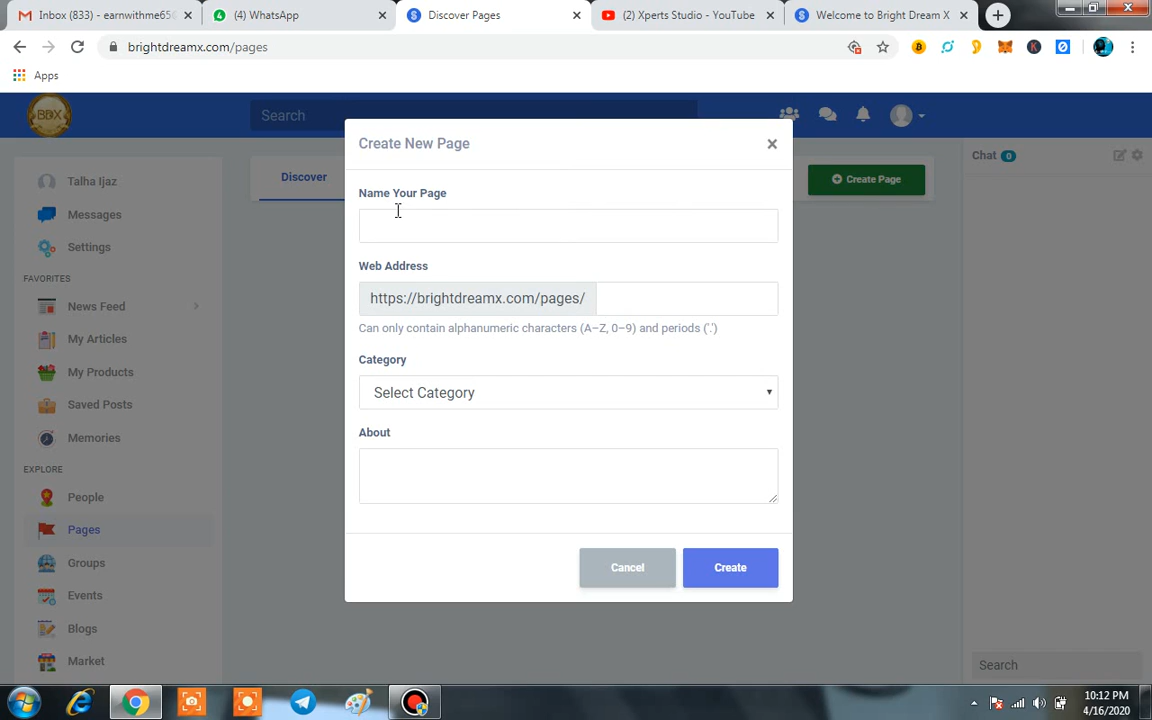 Inbox (833) - earnwithme656
(4) WhatsApp
Discover Pages
(2) Xperts Studio - YouTube
Welcome to Bright Dream X
brightdreamx.com/pages
Apps
BDX
Search
Create New Page
Chat 0
Talha Ijaz
Messages
Settings
FAVORITES
News Feed
My Articles
My Products
Saved Posts
Memories
EXPLORE
People
Pages
Groups
Events
Blogs
Market
Discover
Create Page
Name Your Page
Web Address
https://brightdreamx.com/pages/
Can only contain alphanumeric characters (A–Z, 0–9) and periods ('.')
Category
Select Category
About
Cancel
Create
Search
10:12 PM
4/16/2020